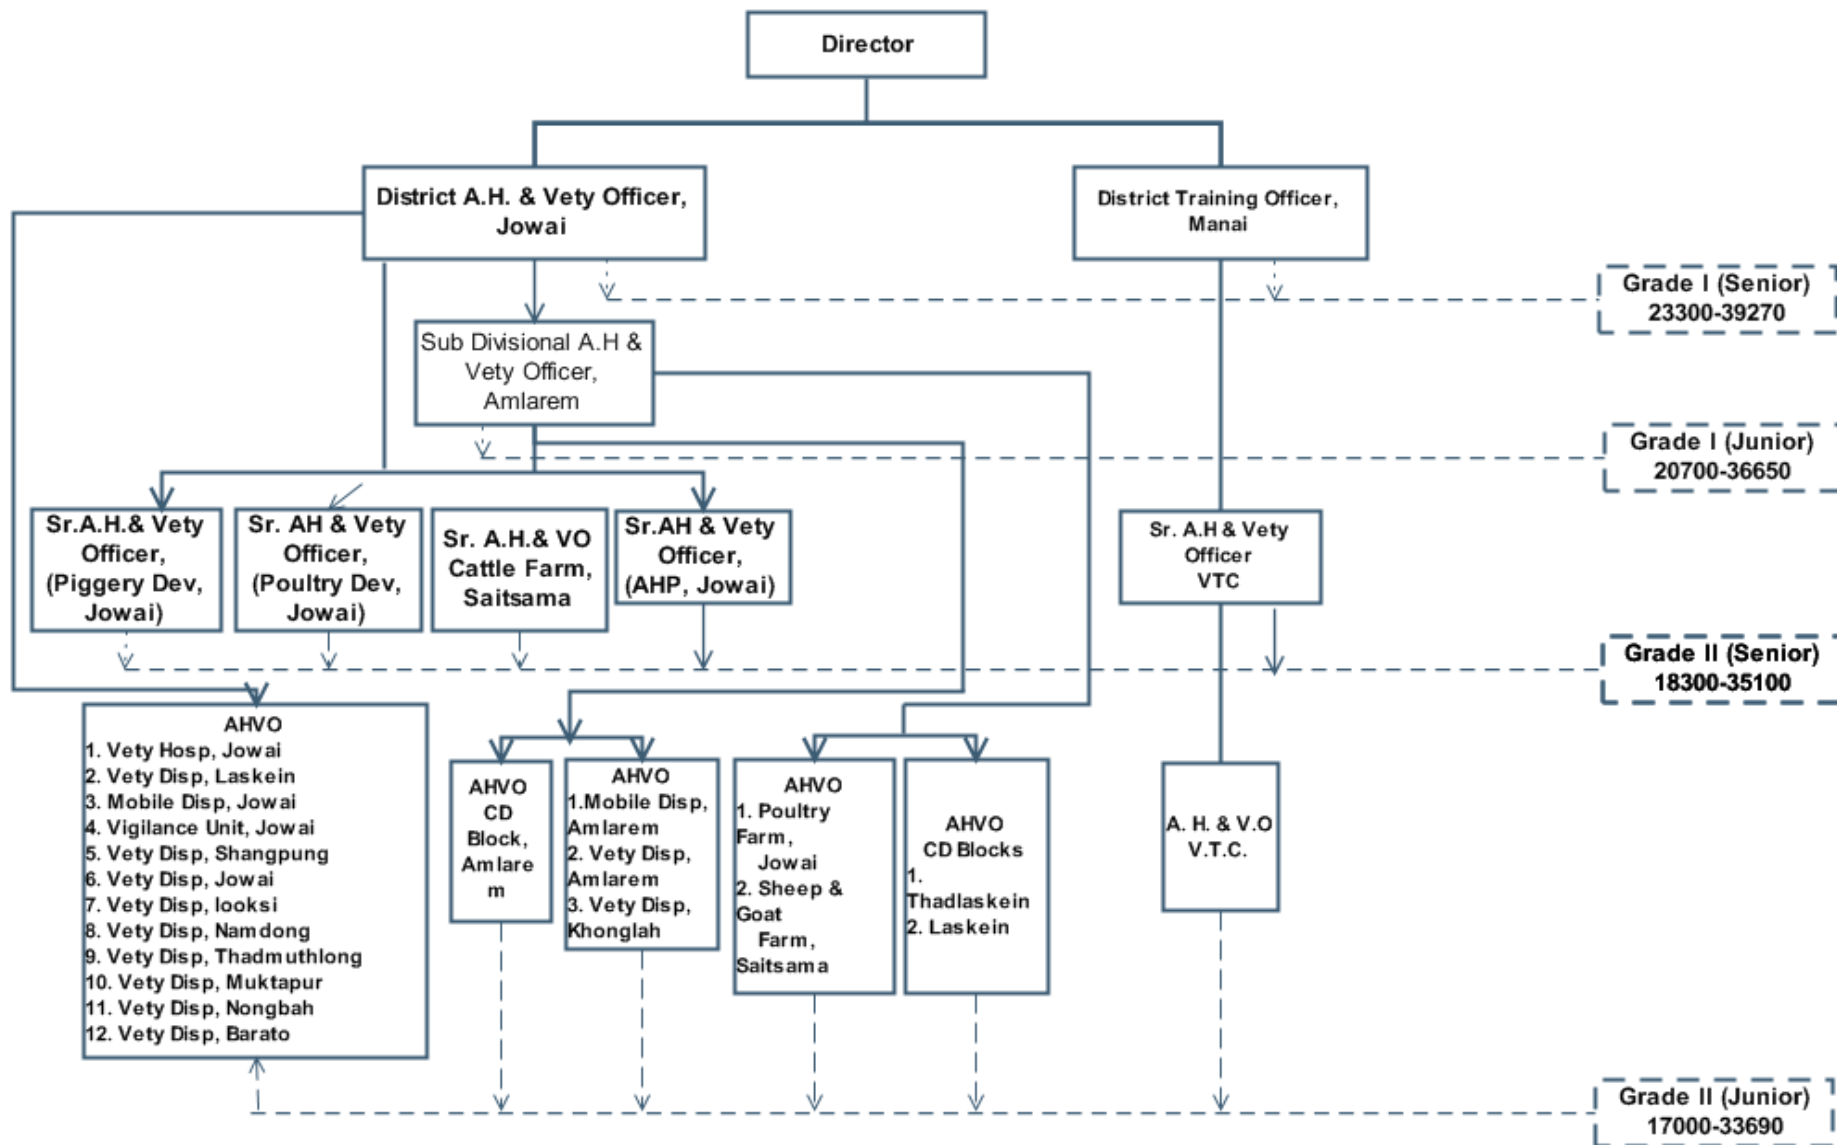 Director
District A.H. & Vety Officer,
Jowai
District Training Officer,
Manai
Grade I (Senior)
23300-39270
Sub Divisional A.H &
Vety Officer,
Amlarem
Grade I (Junior)
20700-36650
Sr.A.H.& Vety
Officer,
(Piggery Dev,
Jowai)
Sr. AH & Vety
Officer,
(Poultry Dev,
Jowai)
Sr. A.H.& VO
Cattle Farm,
Saitsama
Sr.AH & Vety
Officer,
(AHP, Jowai)
Sr. A.H & Vety
Officer
VTC
Grade II (Senior)
18300-35100
AHVO
1. Vety Hosp, Jowai
2. Vety Disp, Laskein
3. Mobile Disp, Jowai
4. Vigilance Unit, Jowai
5. Vety Disp, Shangpung
6. Vety Disp, Jowai
7. Vety Disp, Iooksi
8. Vety Disp, Namdong
9. Vety Disp, Thadmuthlong
10. Vety Disp, Muktapur
11. Vety Disp, Nongbah
12. Vety Disp, Barato
AHVO
CD
Block,
Amlare
m
AHVO
1.Mobile Disp,
Amlarem
2. Vety Disp,
Amlarem
3. Vety Disp,
Khonglah
AHVO
1. Poultry
Farm,
Jowai
2. Sheep &
Goat
Farm,
Saitsama
AHVO
CD Blocks
1.
Thadlaskein
2. Laskein
A. H. & V.O
V.T.C.
Grade II (Junior)
17000-33690